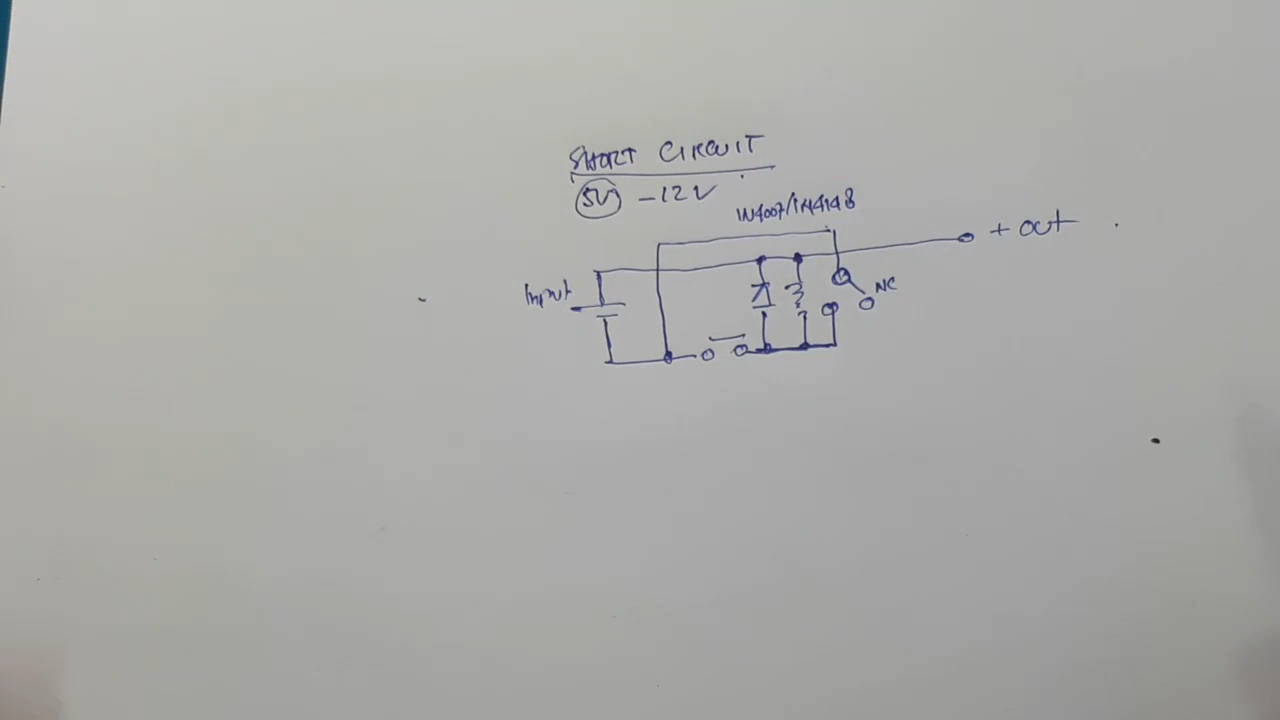 SHORT CIRCUIT
5V -12V
1N4007/1N4148
+ out
Input
NC